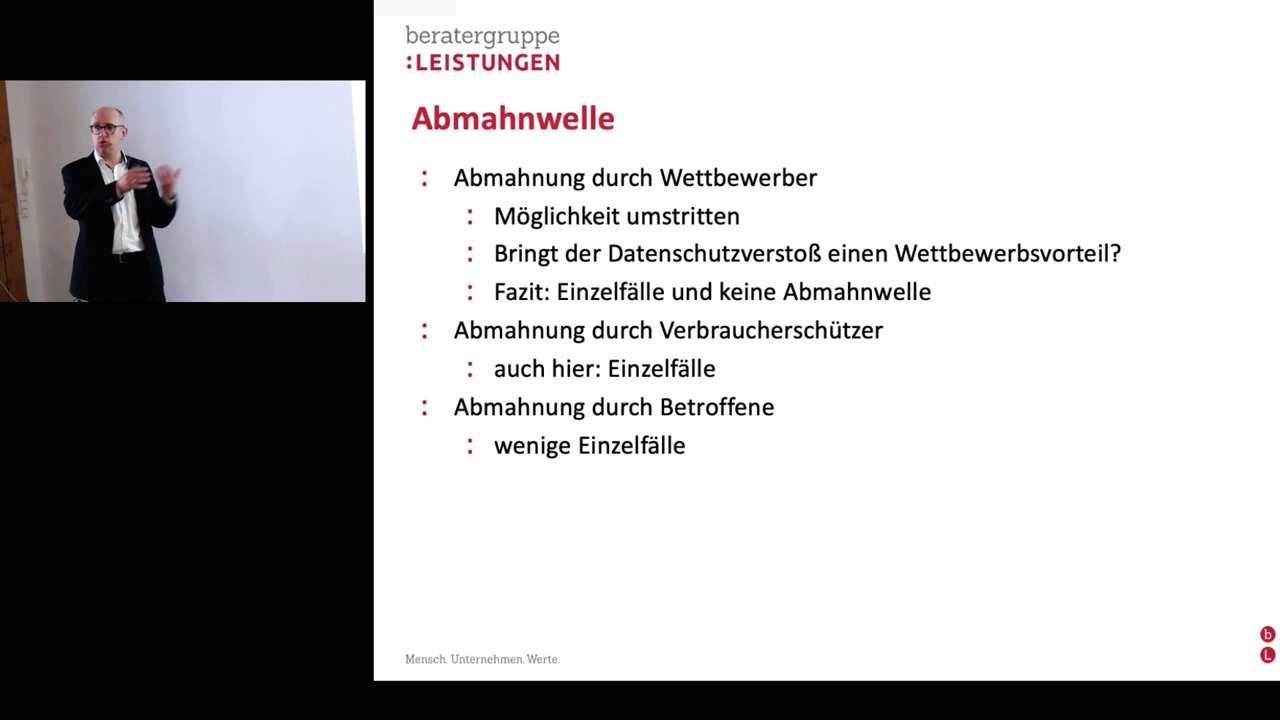 beratergruppe
:LEISTUNGEN
Abmahnwelle
: Abmahnung durch Wettbewerber
: Möglichkeit umstritten
: Bringt der Datenschutzverstoß einen Wettbewerbsvorteil?
: Fazit: Einzelfälle und keine Abmahnwelle
: Abmahnung durch Verbraucherschützer
: auch hier: Einzelfälle
: Abmahnung durch Betroffene
: wenige Einzelfälle
Mensch. Unternehmen. Werte.
b
L